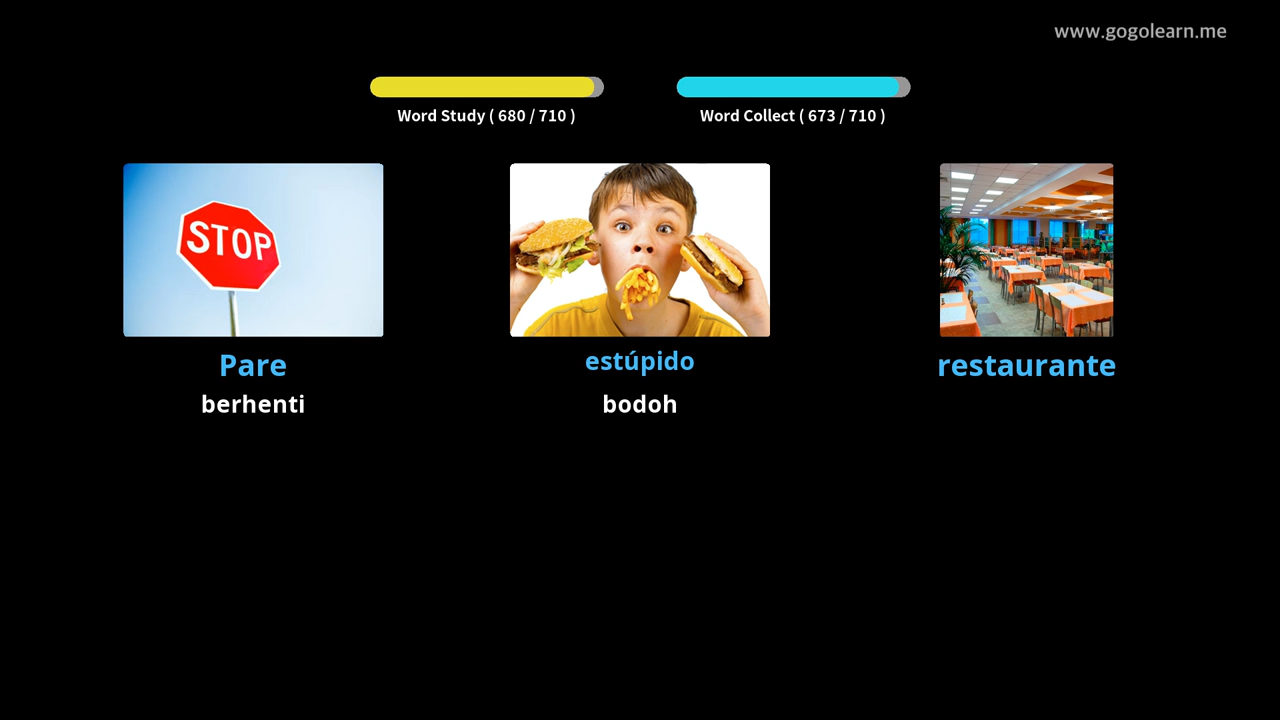 www.gogolearn.me
Word Study ( 680 / 710 )
Word Collect ( 673 / 710 )
STOP
Pare
estúpido
restaurante
berhenti
bodoh